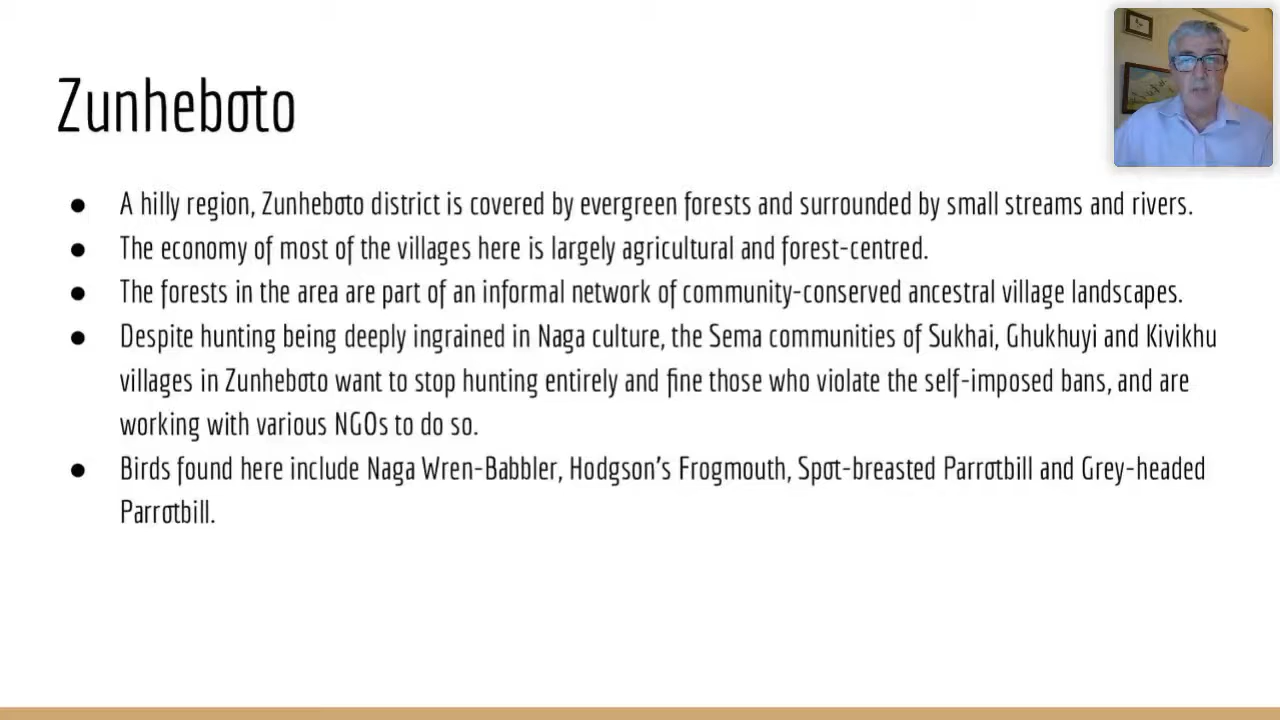 Zunheboto
● A hilly region, Zunheboto district is covered by evergreen forests and surrounded by small streams and rivers.
● The economy of most of the villages here is largely agricultural and forest-centred.
● The forests in the area are part of an informal network of community-conserved ancestral village landscapes.
● Despite hunting being deeply ingrained in Naga culture, the Sema communities of Sukhai, Ghukhuyi and Kivikhu
villages in Zunheboto want to stop hunting entirely and fine those who violate the self-imposed bans, and are
working with various NGOs to do so.
● Birds found here include Naga Wren-Babbler, Hodgson's Frogmouth, Spot-breasted Parrotbill and Grey-headed
Parrotbill.